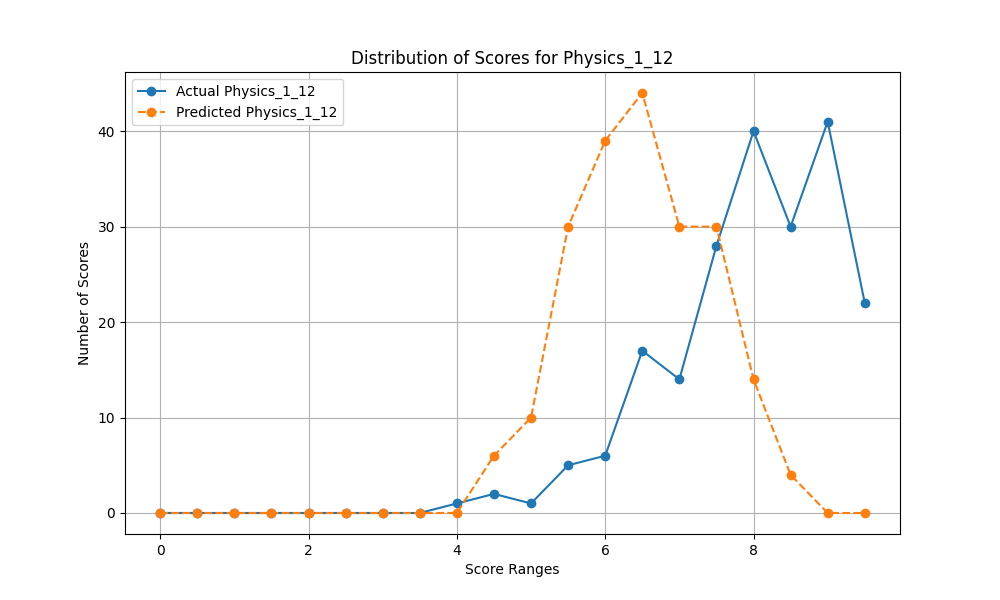 Distribution of Scores for Physics_1_12
Actual Physics_1_12
Predicted Physics_1_12
Number of Scores
40
30
20
10
0
0 2 4 6 8
Score Ranges